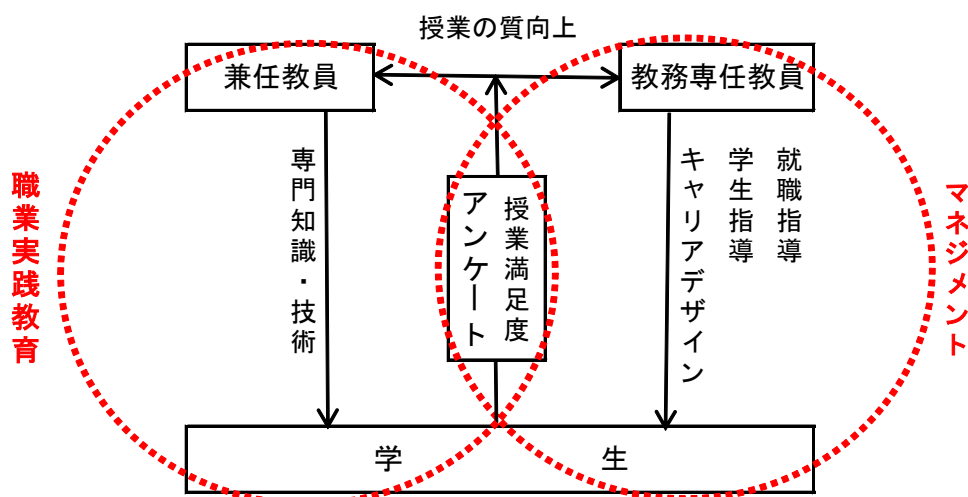 授業の質向上
兼任教員
教務専任教員
職業実践教育
専門知識・技術
授業満足度
アンケート
就職指導
学生指導
キャリアデザイン
マネジメント
学生